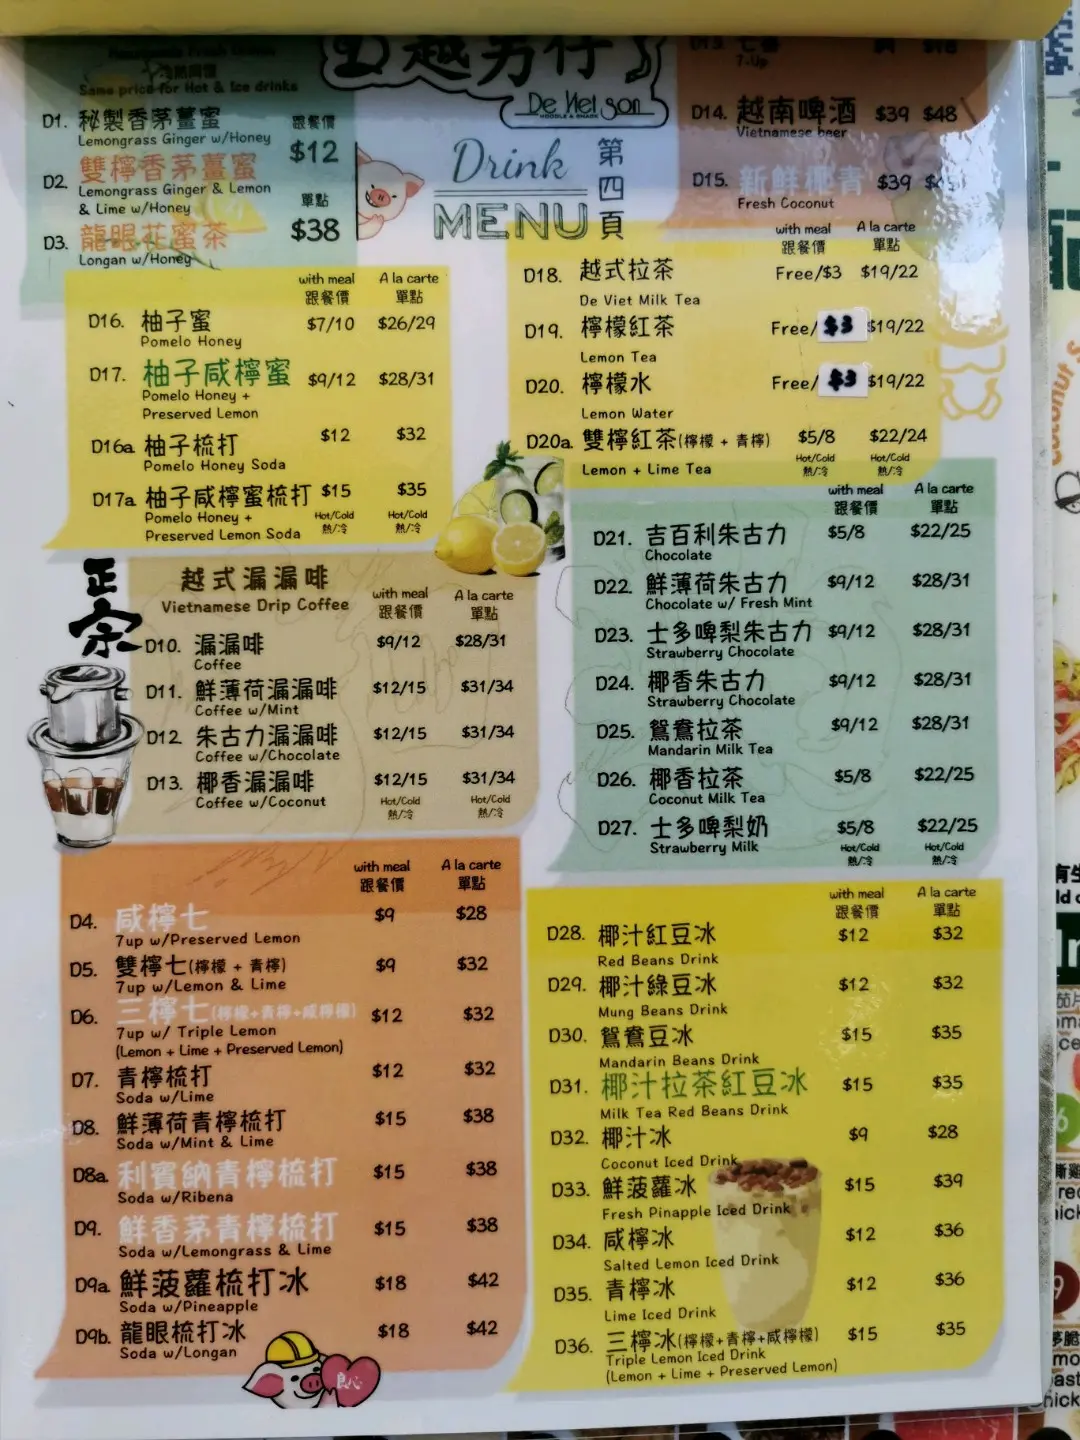 越男仔
De Viet Son
NOODLE & SNACK
Drink
MENU
第四頁
Same price for Hot & Ice drinks
D1. 秘製香茅薑蜜
Lemongrass Ginger w/Honey
D2. 雙檸香茅薑蜜
Lemongrass Ginger & Lemon
& Lime w/Honey
D3. 龍眼花蜜茶
Longan w/Honey
跟餐價
$12
單點
$38
7-Up
D14. 越南啤酒 $39 $48
Vietnamese beer
D15. 新鮮椰青 $39
Fresh Coconut
with meal A la carte
跟餐價 單點
D16. 柚子蜜 $7/10 $26/29
Pomelo Honey
D17. 柚子咸檸蜜 $9/12 $28/31
Pomelo Honey +
Preserved Lemon
D16a 柚子梳打 $12 $32
Pomelo Honey Soda
D17a 柚子咸檸蜜梳打 $15 $35
Pomelo Honey + Hot/Cold Hot/Cold
Preserved Lemon Soda 熱/冷 熱/冷
with meal A la carte
跟餐價 單點
D18. 越式拉茶 Free/$3 $19/22
De Viet Milk Tea
D19. 檸檬紅茶 Free/$3 $19/22
Lemon Tea
D20. 檸檬水 Free/$3 $19/22
Lemon Water
D20a. 雙檸紅茶(檸檬 + 青檸) $5/8 $22/24
Lemon + Lime Tea Hot/Cold Hot/Cold
熱/冷 熱/冷
正宗
越式漏漏啡
Vietnamese Drip Coffee
with meal A la carte
跟餐價 單點
D10. 漏漏啡 $9/12 $28/31
Coffee
D11. 鮮薄荷漏漏啡 $12/15 $31/34
Coffee w/Mint
D12 朱古力漏漏啡 $12/15 $31/34
Coffee w/Chocolate
D13. 椰香漏漏啡 $12/15 $31/34
Coffee w/Coconut Hot/Cold Hot/Cold
熱/冷 熱/冷
with meal A la carte
跟餐價 單點
D21. 吉百利朱古力 $5/8 $22/25
Chocolate
D22. 鮮薄荷朱古力 $9/12 $28/31
Chocolate w/ Fresh Mint
D23. 士多啤梨朱古力 $9/12 $28/31
Strawberry Chocolate
D24. 椰香朱古力 $9/12 $28/31
Strawberry Chocolate
D25. 鴛鴦拉茶 $9/12 $28/31
Mandarin Milk Tea
D26. 椰香拉茶 $5/8 $22/25
Coconut Milk Tea
D27. 士多啤梨奶 $5/8 $22/25
Strawberry Milk Hot/Cold Hot/Cold
熱/冷 熱/冷
with meal A la carte
跟餐價 單點
D4. 咸檸七 $9 $28
7up w/Preserved Lemon
D5. 雙檸七(檸檬 + 青檸) $9 $32
7up w/Lemon & Lime
D6. 三檸七(檸檬+青檸+咸檸檬) $12 $32
7up w/ Triple Lemon
(Lemon + Lime + Preserved Lemon)
D7. 青檸梳打 $12 $32
Soda w/Lime
D8. 鮮薄荷青檸梳打 $15 $38
Soda w/Mint & Lime
D8a. 利賓納青檸梳打 $15 $38
Soda w/Ribena
D9. 鮮香茅青檸梳打 $15 $38
Soda w/Lemongrass & Lime
D9a 鮮菠蘿梳打冰 $18 $42
Soda w/Pineapple
D9b. 龍眼梳打冰 $18 $42
Soda w/Longan
良心
with meal A la carte
跟餐價 單點
D28. 椰汁紅豆冰 $12 $32
Red Beans Drink
D29. 椰汁綠豆冰 $12 $32
Mung Beans Drink
D30. 鴛鴦豆冰 $15 $35
Mandarin Beans Drink
D31. 椰汁拉茶紅豆冰 $15 $35
Milk Tea Red Beans Drink
D32. 椰汁冰 $9 $28
Coconut Iced Drink
D33. 鮮菠蘿冰 $15 $39
Fresh Pinapple Iced Drink
D34. 咸檸冰 $12 $36
Salted Lemon Iced Drink
D35. 青檸冰 $12 $36
Lime Iced Drink
D36. 三檸冰(檸檬+青檸+咸檸檬) $15 $35
Triple Lemon Iced Drink
(Lemon + Lime + Preserved Lemon)